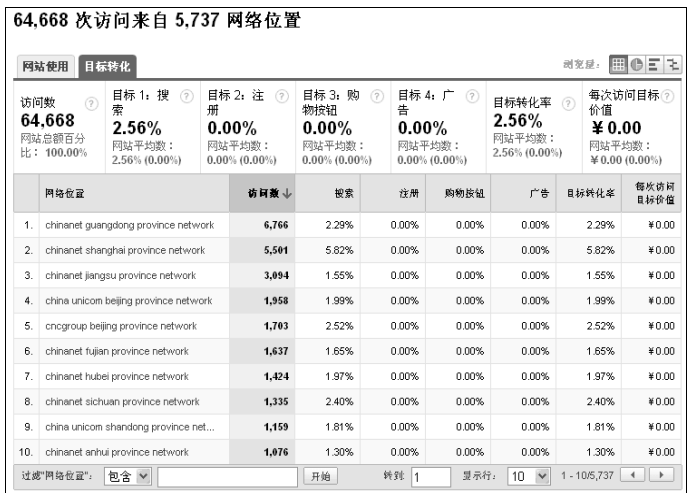 64,668 次访问来自 5,737 网络位置
网站使用 目标转化 浏览量：
访问数 ? 目标 1：搜索 ? 目标 2：注册 ? 目标 3：购物按钮 ? 目标 4：广告 ? 目标转化率 ? 每次访问目标价值 ?
64,668 2.56% 0.00% 0.00% 0.00% 2.56% ¥0.00
网站总额百分比： 100.00% 网站平均数： 2.56% (0.00%) 网站平均数： 0.00% (0.00%) 网站平均数： 0.00% (0.00%) 网站平均数： 0.00% (0.00%) 网站平均数： 2.56% (0.00%) 网站平均数： ¥0.00 (0.00%)
网络位置 访问数 ↓ 搜索 注册 购物按钮 广告 目标转化率 每次访问目标价值
1. chinanet guangdong province network 6,766 2.29% 0.00% 0.00% 0.00% 2.29% ¥0.00
2. chinanet shanghai province network 5,501 5.82% 0.00% 0.00% 0.00% 5.82% ¥0.00
3. chinanet jiangsu province network 3,094 1.55% 0.00% 0.00% 0.00% 1.55% ¥0.00
4. china unicom beijing province network 1,958 1.99% 0.00% 0.00% 0.00% 1.99% ¥0.00
5. cncgroup beijing province network 1,703 2.52% 0.00% 0.00% 0.00% 2.52% ¥0.00
6. chinanet fujian province network 1,637 1.65% 0.00% 0.00% 0.00% 1.65% ¥0.00
7. chinanet hubei province network 1,424 1.97% 0.00% 0.00% 0.00% 1.97% ¥0.00
8. chinanet sichuan province network 1,335 2.40% 0.00% 0.00% 0.00% 2.40% ¥0.00
9. china unicom shandong province net... 1,159 1.81% 0.00% 0.00% 0.00% 1.81% ¥0.00
10. chinanet anhui province network 1,076 1.30% 0.00% 0.00% 0.00% 1.30% ¥0.00
过滤"网络位置"： 包含 开始 转到: 1 显示行： 10 1 - 10/5,737